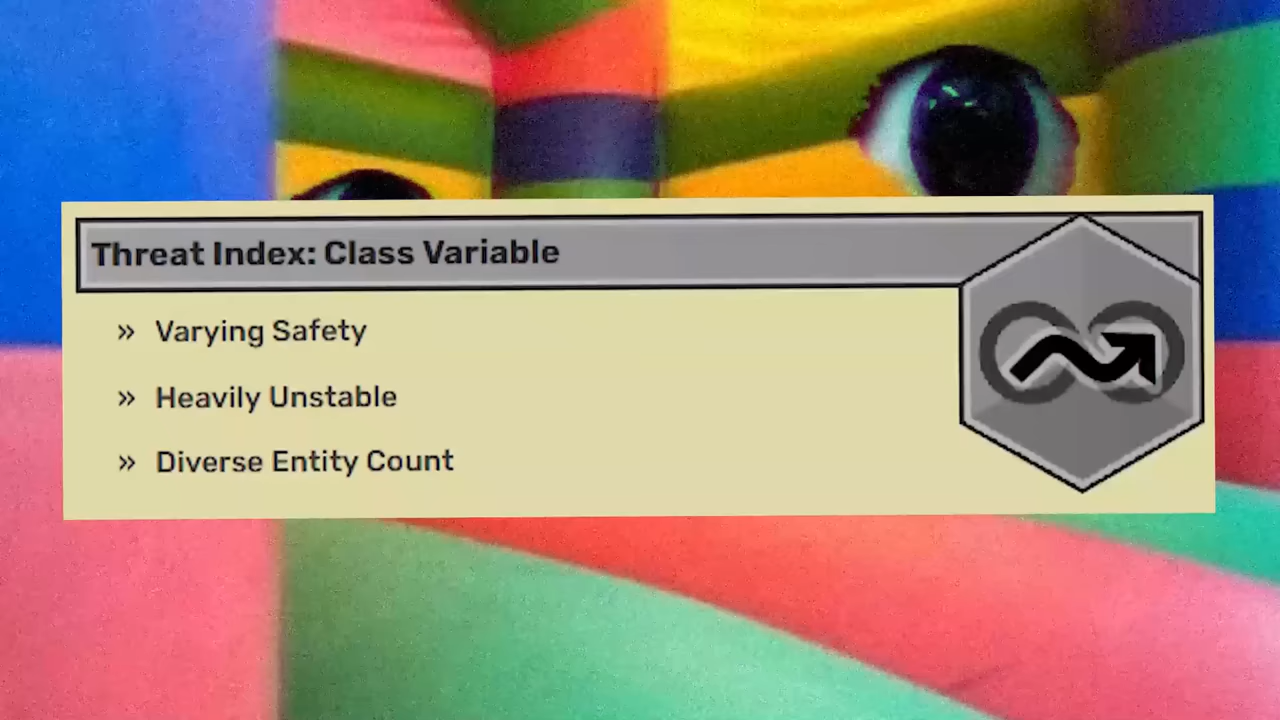 Threat Index: Class Variable
» Varying Safety
» Heavily Unstable
» Diverse Entity Count